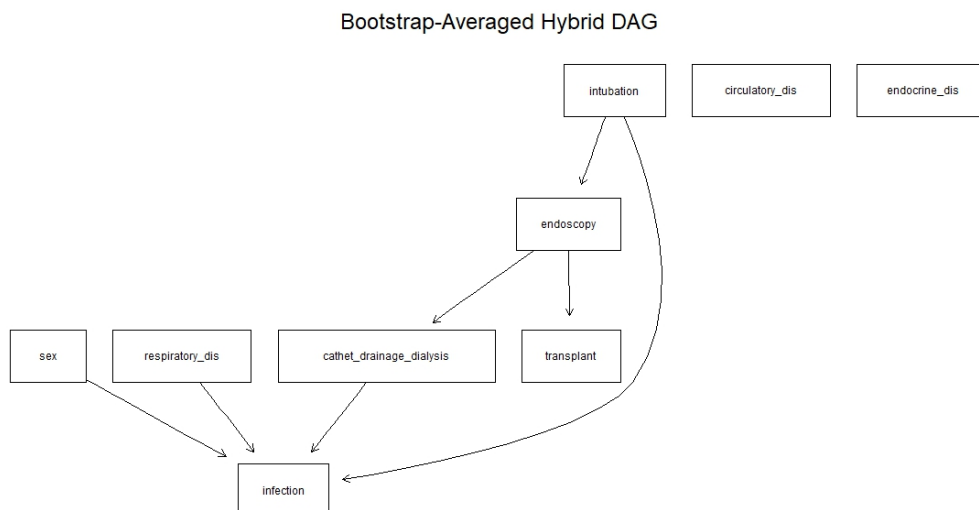 Bootstrap-Averaged Hybrid DAG
intubation
circulatory_dis
endocrine_dis
endoscopy
sex
respiratory_dis
cathet_drainage_dialysis
transplant
infection